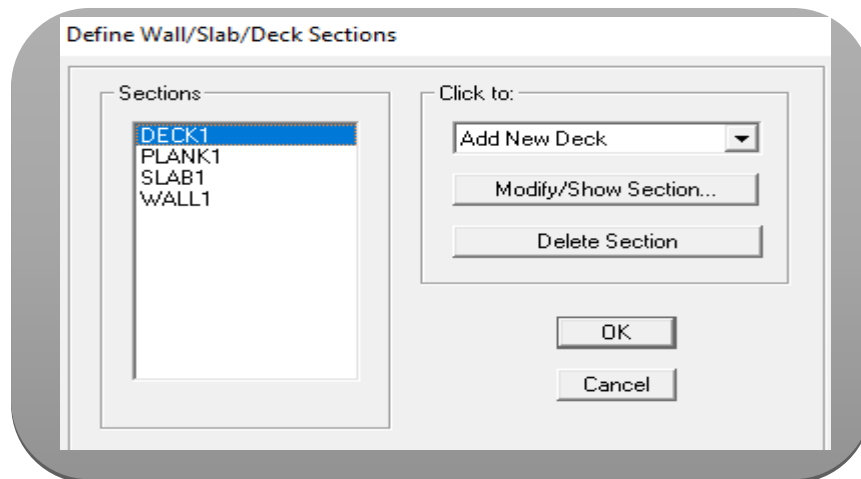 Define Wall/Slab/Deck Sections
Sections
DECK1
PLANK1
SLAB1
WALL1
Click to:
Add New Deck
Modify/Show Section...
Delete Section
OK
Cancel